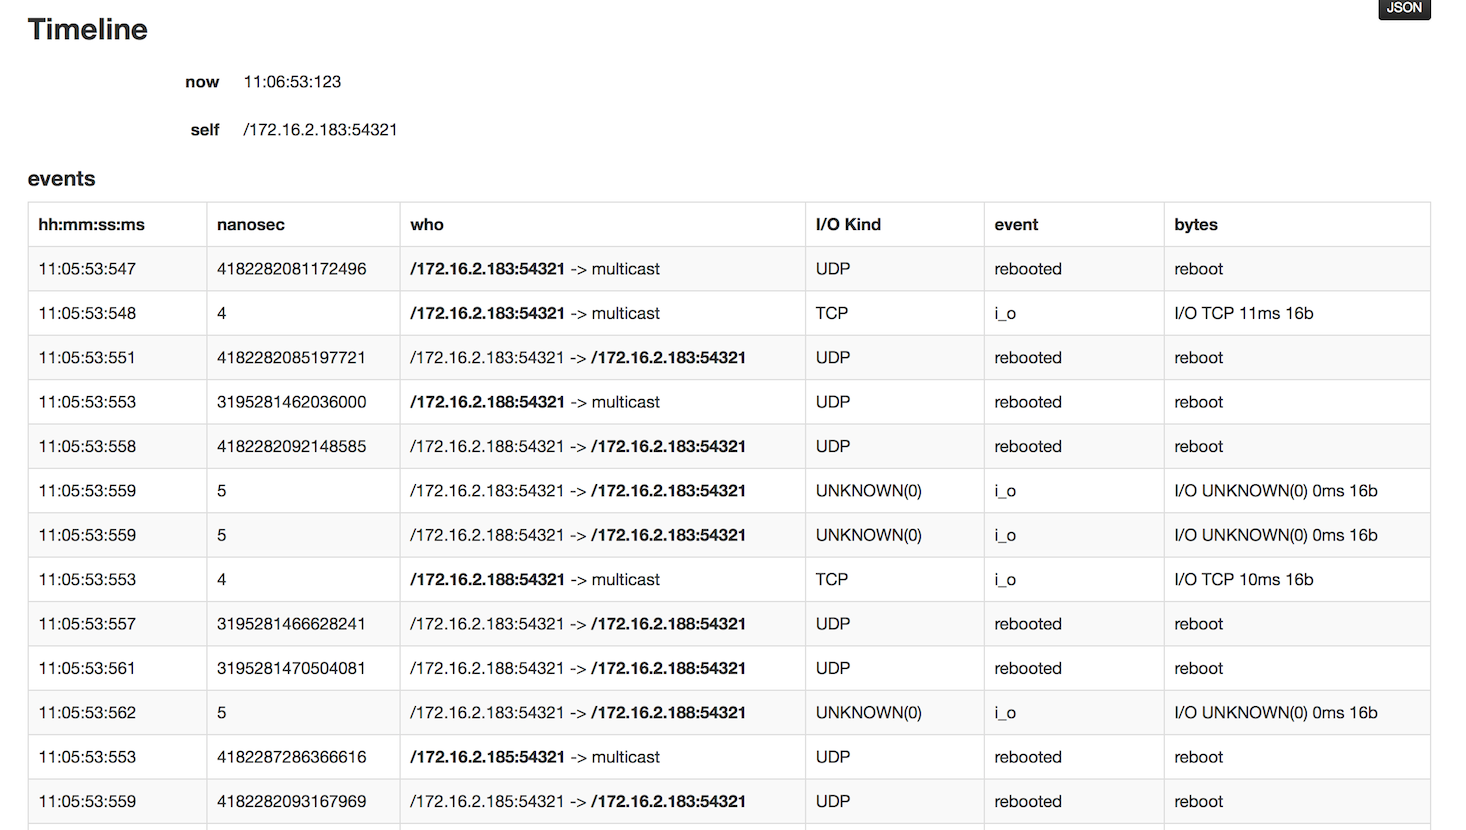 JSON
Timeline
now 11:06:53:123
self /172.16.2.183:54321
events
hh:mm:ss:ms nanosec who I/O Kind event bytes
11:05:53:547 4182282081172496 /172.16.2.183:54321 -> multicast UDP rebooted reboot
11:05:53:548 4 /172.16.2.183:54321 -> multicast TCP i_o I/O TCP 11ms 16b
11:05:53:551 4182282085197721 /172.16.2.183:54321 -> /172.16.2.183:54321 UDP rebooted reboot
11:05:53:553 3195281462036000 /172.16.2.188:54321 -> multicast UDP rebooted reboot
11:05:53:558 4182282092148585 /172.16.2.188:54321 -> /172.16.2.183:54321 UDP rebooted reboot
11:05:53:559 5 /172.16.2.183:54321 -> /172.16.2.183:54321 UNKNOWN(0) i_o I/O UNKNOWN(0) 0ms 16b
11:05:53:559 5 /172.16.2.188:54321 -> /172.16.2.183:54321 UNKNOWN(0) i_o I/O UNKNOWN(0) 0ms 16b
11:05:53:553 4 /172.16.2.188:54321 -> multicast TCP i_o I/O TCP 10ms 16b
11:05:53:557 3195281466628241 /172.16.2.183:54321 -> /172.16.2.188:54321 UDP rebooted reboot
11:05:53:561 3195281470504081 /172.16.2.188:54321 -> /172.16.2.188:54321 UDP rebooted reboot
11:05:53:562 5 /172.16.2.183:54321 -> /172.16.2.188:54321 UNKNOWN(0) i_o I/O UNKNOWN(0) 0ms 16b
11:05:53:553 4182287286366616 /172.16.2.185:54321 -> multicast UDP rebooted reboot
11:05:53:559 4182282093167969 /172.16.2.185:54321 -> /172.16.2.183:54321 UDP rebooted reboot